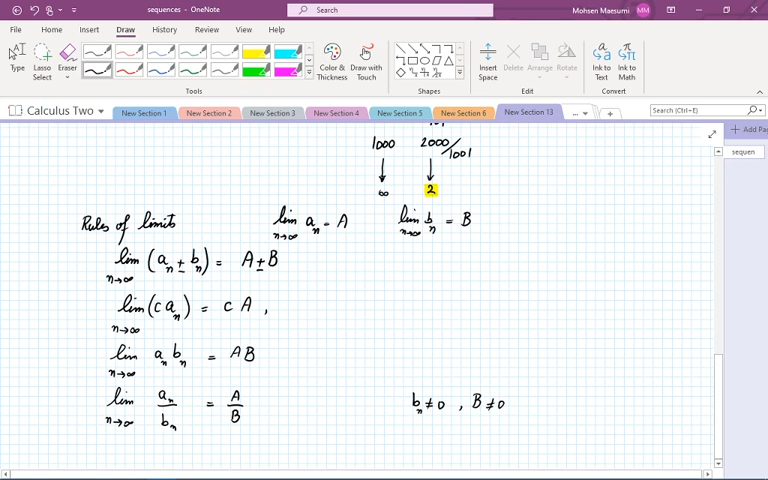 sequences - OneNote
Search
Mohsen Maesumi MM
File Home Insert Draw History Review View Help
Type
Lasso Select
Eraser
Color & Thickness
Draw with Touch
Insert Space
Delete
Arrange
Rotate
Ink to Text
Ink to Math
Tools
Shapes
Edit
Convert
Calculus Two
New Section 1
New Section 2
New Section 3
New Section 4
New Section 5
New Section 6
New Section 13
...
+
Search (Ctrl+E)
+ Add Pag
sequen
1000 2000/1001
↓ ↓
∞ 2
Rules of limits lim n→∞ aₙ = A lim n→∞ bₙ = B
lim n→∞ (aₙ ± bₙ) = A ± B
lim n→∞ (c aₙ) = c A ,
lim n→∞ aₙ bₙ = AB
lim n→∞ aₙ/bₙ = A/B bₙ ≠ 0 , B ≠ 0